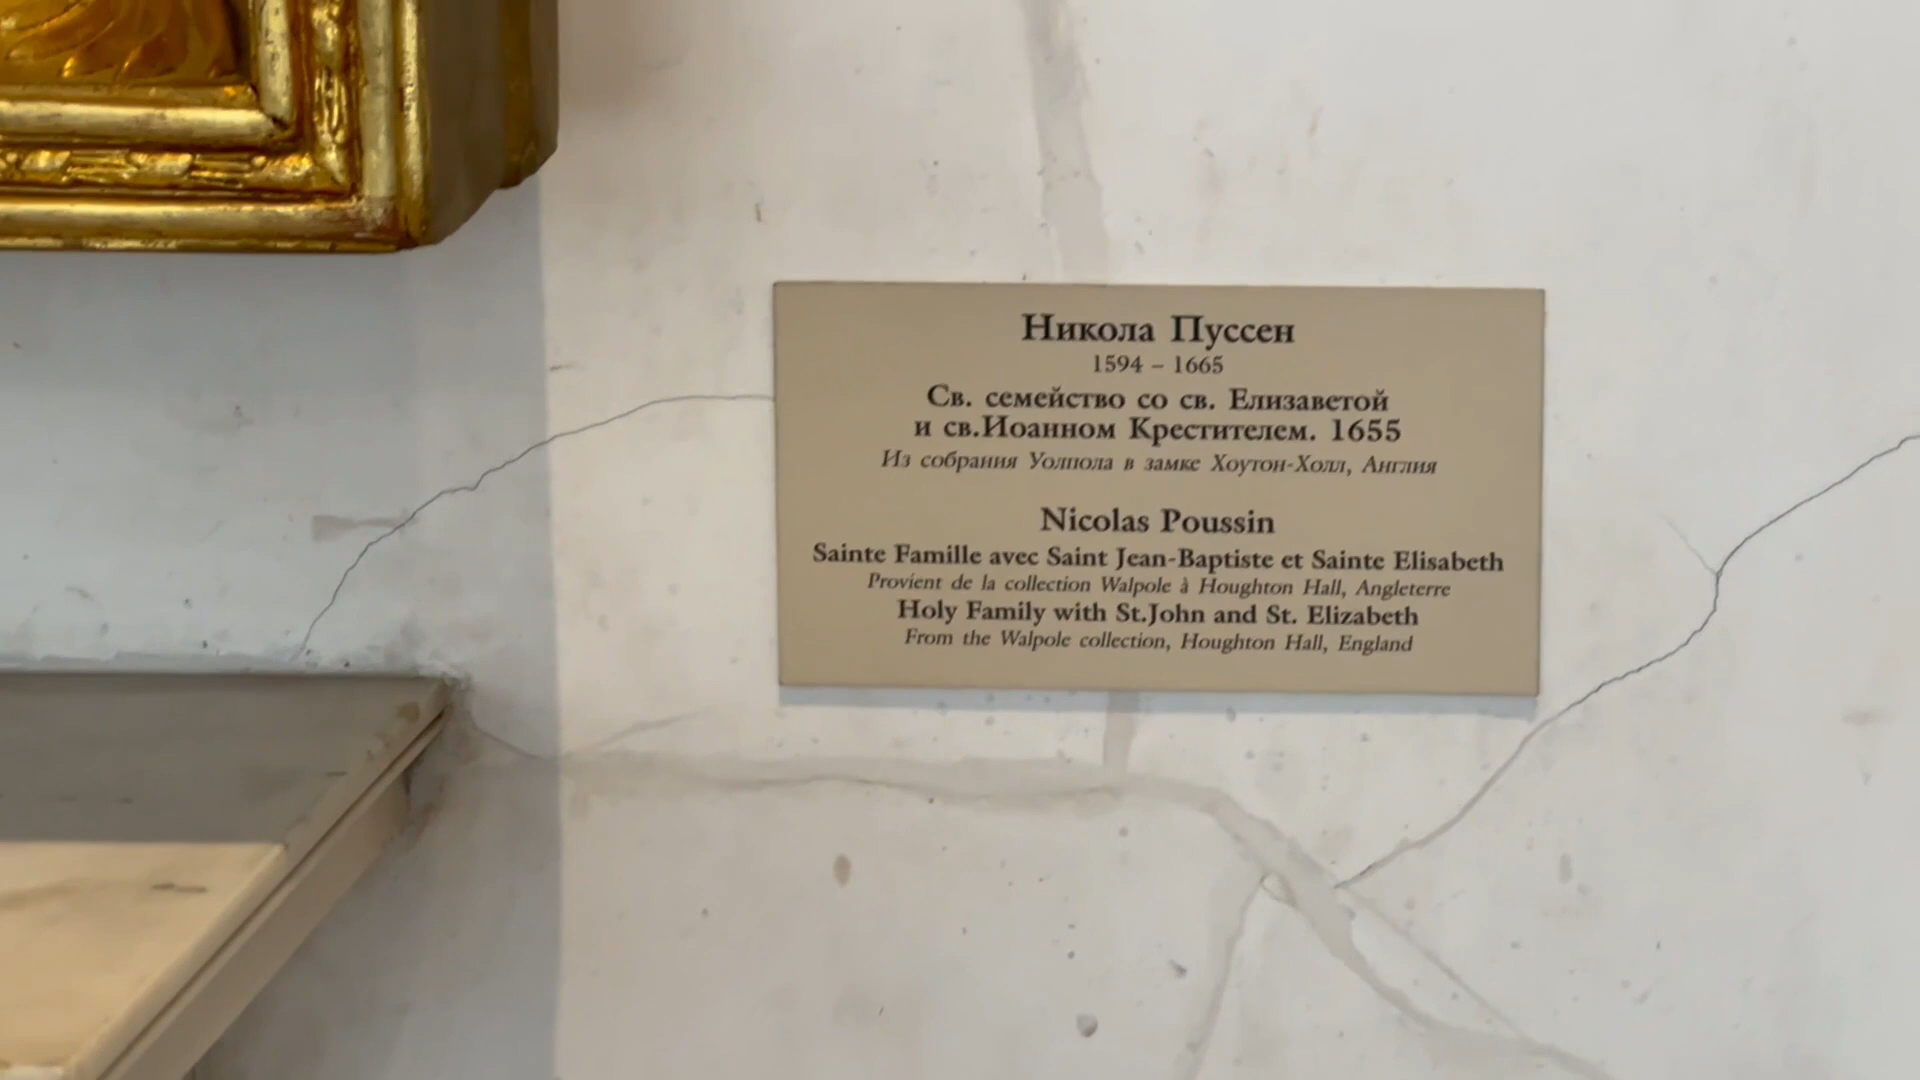 Никола Пуссен
1594 – 1665
Св. семейство со св. Елизаветой
и св.Иоанном Крестителем. 1655
Из собрания Уолпола в замке Хоутон-Холл, Англия
Nicolas Poussin
Sainte Famille avec Saint Jean-Baptiste et Sainte Elisabeth
Provient de la collection Walpole à Houghton Hall, Angleterre
Holy Family with St.John and St. Elizabeth
From the Walpole collection, Houghton Hall, England